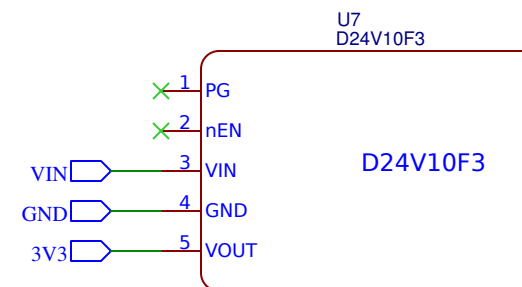 U7
D24V10F3
1 PG
2 nEN
VIN 3 VIN
D24V10F3
GND 4 GND
3V3 5 VOUT